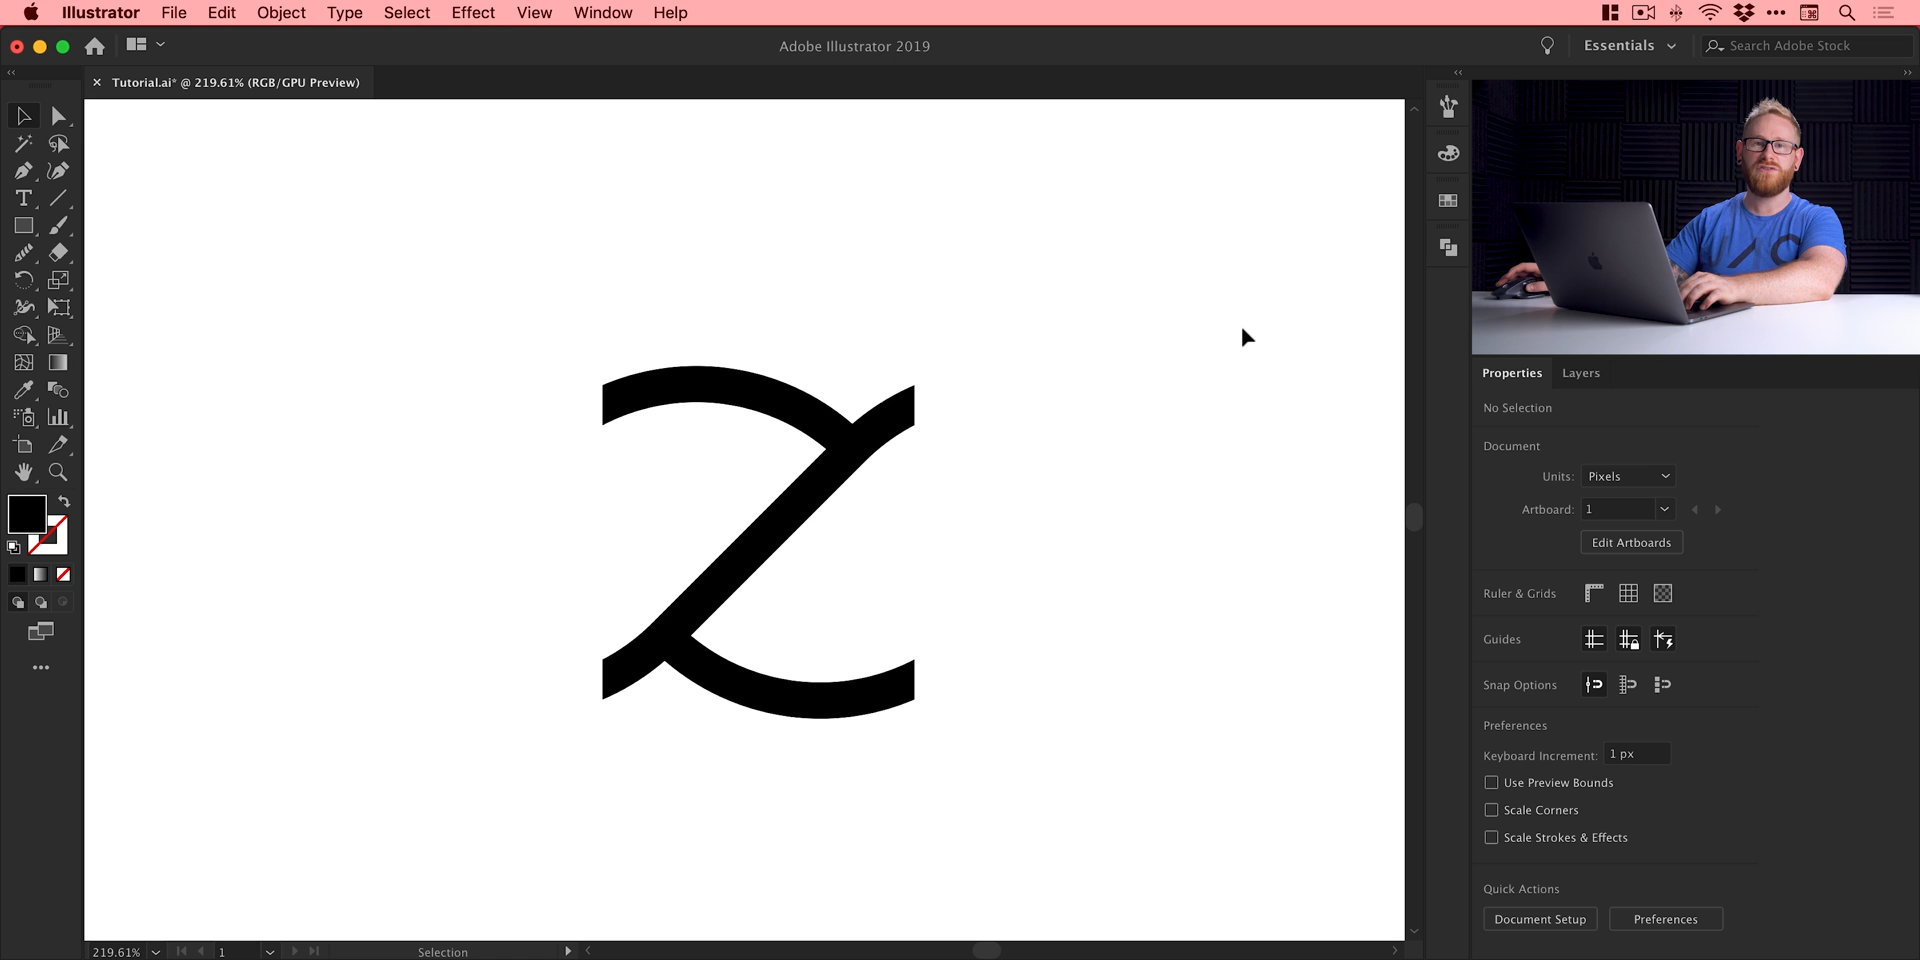 Illustrator File Edit Object Type Select Effect View Window Help
Adobe Illustrator 2019
Essentials
Search Adobe Stock
Tutorial.ai* @ 219.61% (RGB/GPU Preview)
Properties Layers
No Selection
Document
Units: Pixels
Artboard: 1
Edit Artboards
Ruler & Grids
Guides
Snap Options
Preferences
Keyboard Increment: 1 px
Use Preview Bounds
Scale Corners
Scale Strokes & Effects
Quick Actions
Document Setup Preferences
219.61% 1 Selection